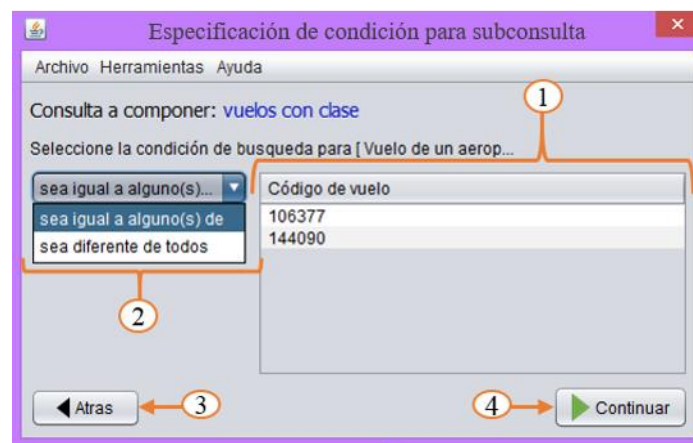 Especificación de condición para subconsulta
Archivo Herramientas Ayuda
1
Consulta a componer: vuelos con clase
Seleccione la condición de busqueda para [ Vuelo de un aerop...
sea igual a alguno(s)...
Código de vuelo
sea igual a alguno(s) de
106377
sea diferente de todos
144090
2
Atras
3
4
Continuar